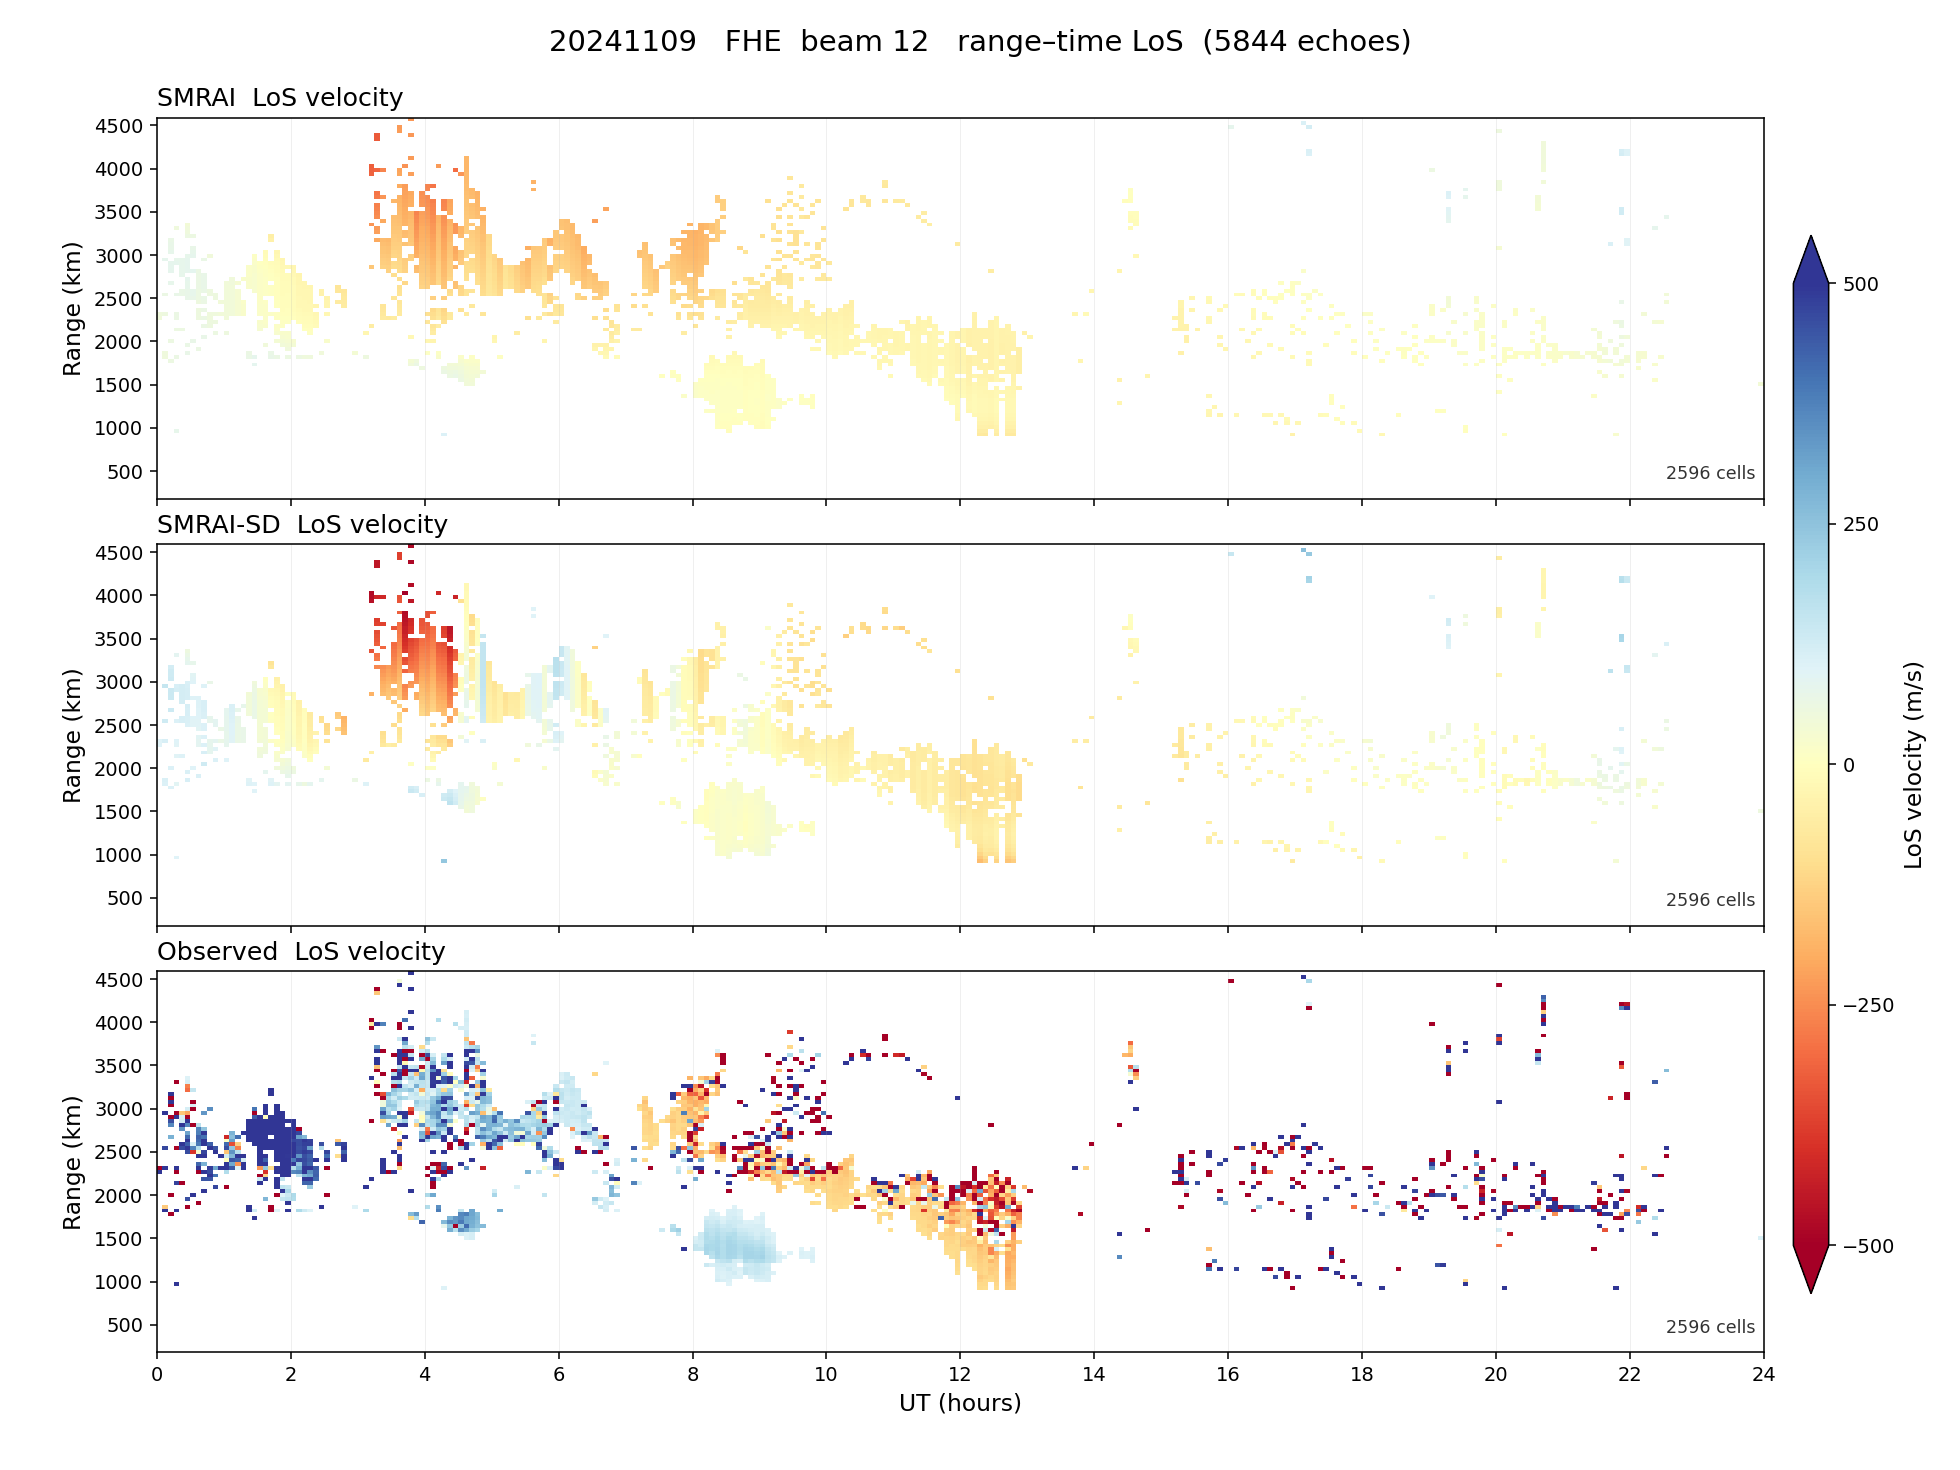 20241109 FHE beam 12 range–time LoS (5844 echoes)
SMRAI LoS velocity
4500
4000
3500
3000
2500
2000
1500
1000
500
Range (km)
2596 cells
SMRAI-SD LoS velocity
4500
4000
3500
3000
2500
2000
1500
1000
500
Range (km)
2596 cells
Observed LoS velocity
4500
4000
3500
3000
2500
2000
1500
1000
500
Range (km)
2596 cells
0 2 4 6 8 10 12 14 16 18 20 22 24
UT (hours)
500
250
0
−250
−500
LoS velocity (m/s)